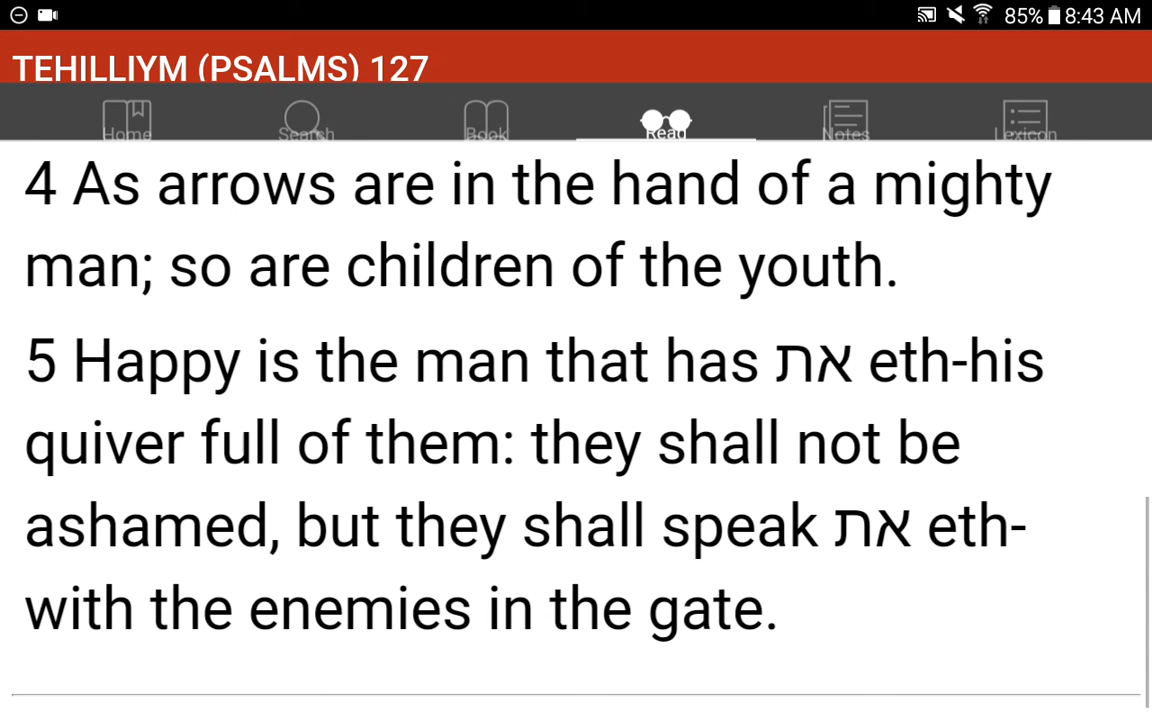 85% 8:43 AM
TEHILLIYM (PSALMS) 127
Home Search Book Read Notes Lexicon
4 As arrows are in the hand of a mighty
man; so are children of the youth.
5 Happy is the man that has את eth-his
quiver full of them: they shall not be
ashamed, but they shall speak את eth-
with the enemies in the gate.